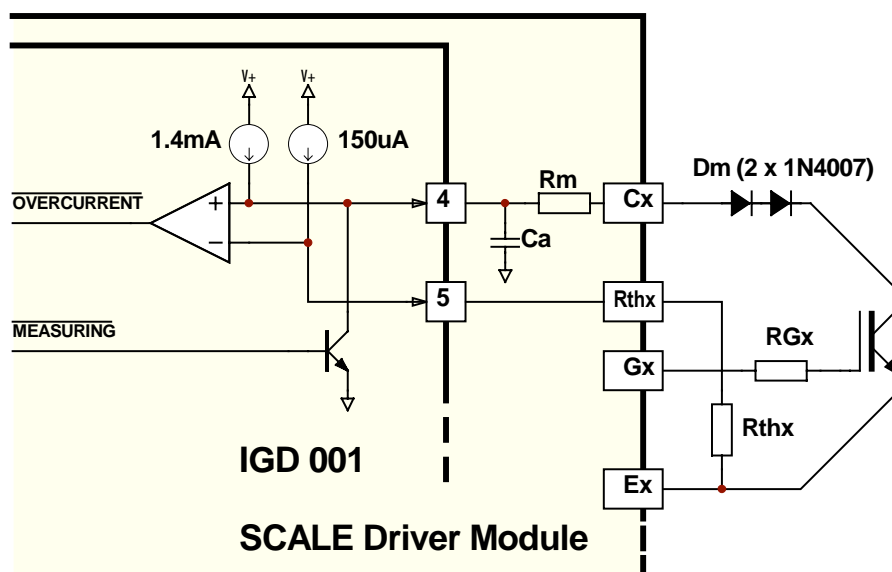 V+ V+
1.4mA 150uA
Dm (2 x 1N4007)
OVERCURRENT + 4 Rm Cx
− Ca
5 Rthx
MEASURING
RGx
Gx
Rthx
IGD 001
Ex
SCALE Driver Module